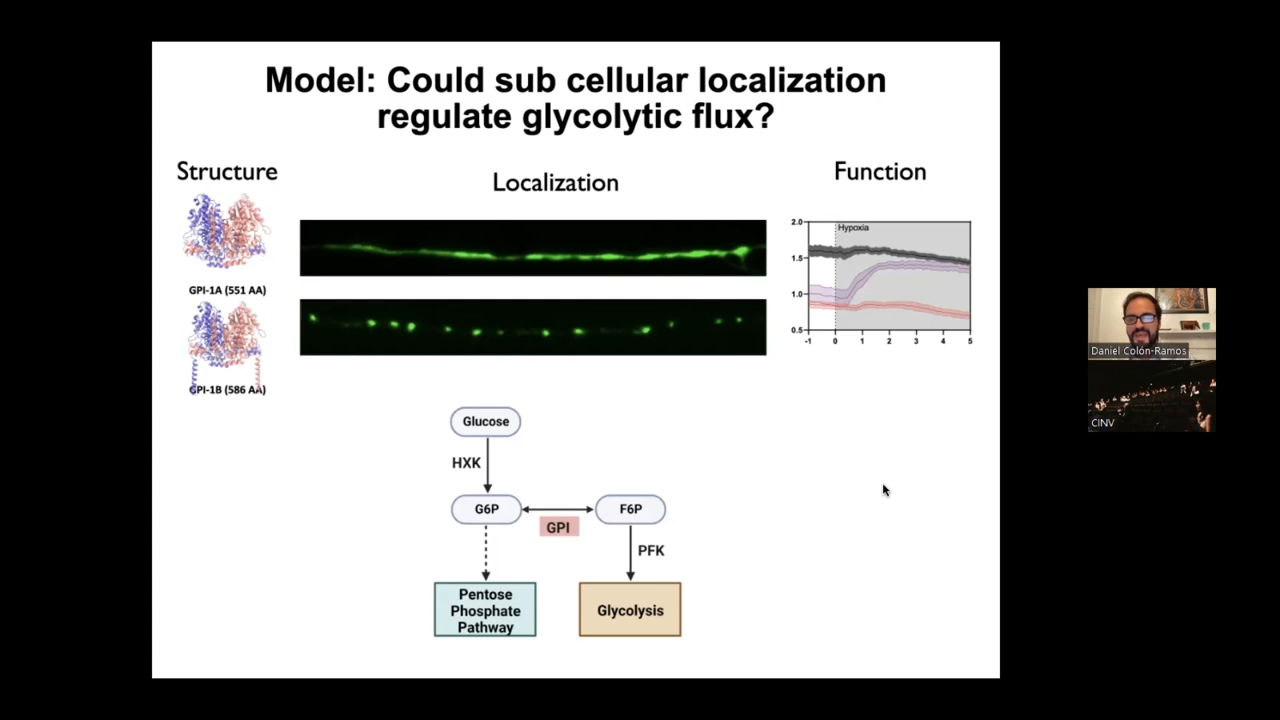 Model: Could sub cellular localization
regulate glycolytic flux?
Structure
Localization
Function
GPI-1A (551 AA)
GPI-1B (586 AA)
Hypoxia
2.0
1.5
1.0
0.5
-1 0 1 2 3 4 5
Glucose
HXK
G6P
F6P
GPI
PFK
Pentose
Phosphate
Pathway
Glycolysis
Daniel Colón-Ramos
CINV